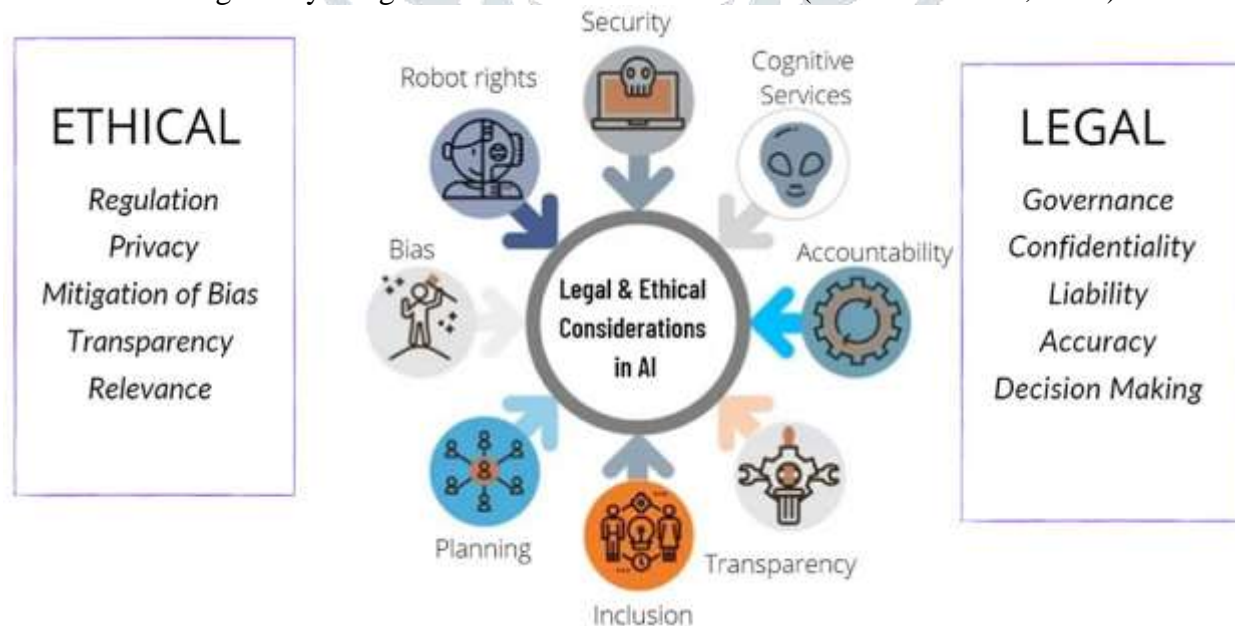 Security
Robot rights
Cognitive
Services
ETHICAL
Regulation
Privacy
Mitigation of Bias
Transparency
Relevance
Bias
Accountability
Legal & Ethical
Considerations
in AI
Planning
Inclusion
Transparency
LEGAL
Governance
Confidentiality
Liability
Accuracy
Decision Making